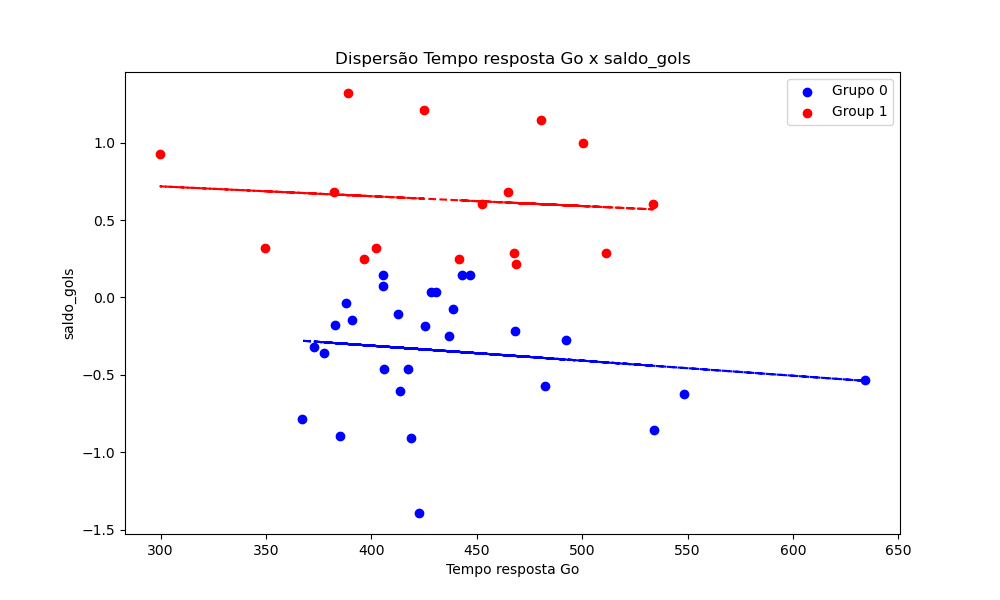 Dispersão Tempo resposta Go x saldo_gols
Grupo 0
Group 1
saldo_gols
1.0
0.5
0.0
−0.5
−1.0
−1.5
300 350 400 450 500 550 600 650
Tempo resposta Go